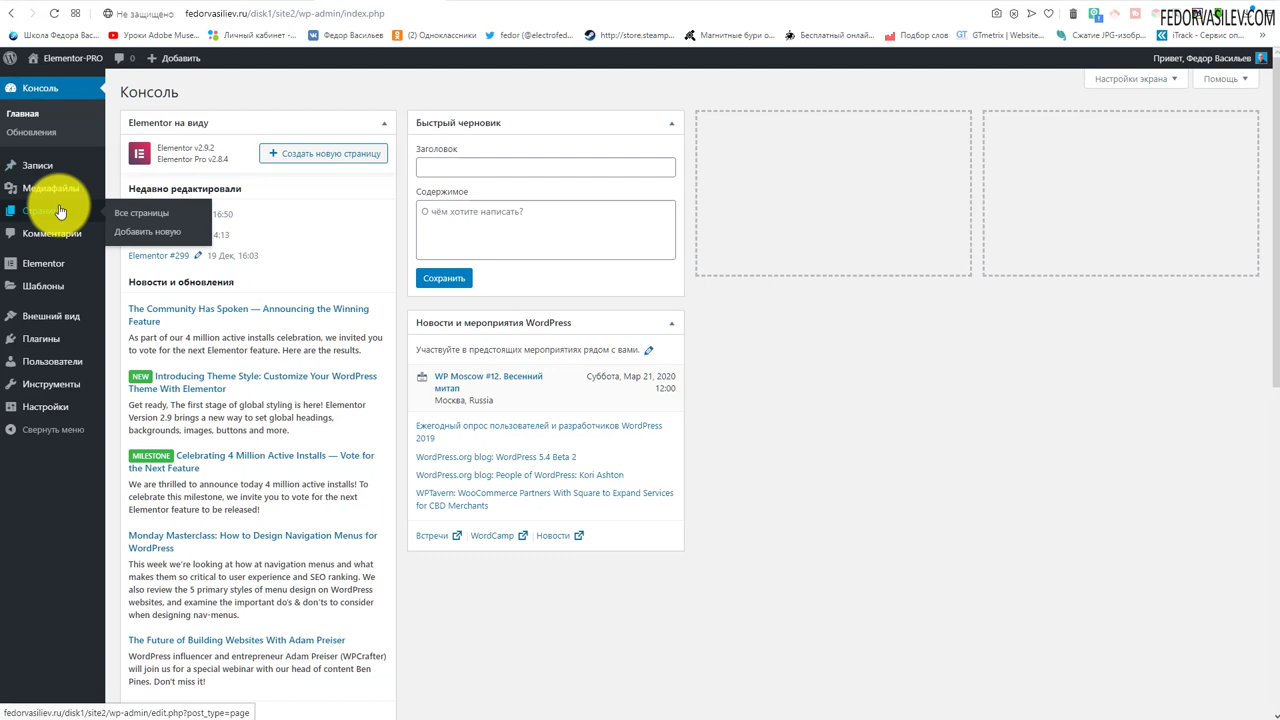 Не защищено
fedorvasiliev.ru/disk1/site2/wp-admin/index.php
FEDORVASILEV.COM
Школа Федора Васил...
Уроки Adobe Muse...
Личный кабинет -...
Федор Васильев
(2) Одноклассники
fedor (@electrofed...
http://store.steamp...
Магнитные бури о...
Бесплатный онлай...
Подбор слов
GTmetrix | Website...
Сжатие JPG-изобр...
iTrack - Сервис оп...
Elementor-PRO
0
Добавить
Привет, Федор Васильев
Консоль
Главная
Обновления
Записи
Медиафайлы
Все страницы
Добавить новую
Комментарии
Elementor
Шаблоны
Внешний вид
Плагины
Пользователи
Инструменты
Настройки
Свернуть меню
Настройки экрана
Помощь
Консоль
Elementor на виду
Elementor v2.9.2
Elementor Pro v2.8.4
Создать новую страницу
Недавно редактировали
16:50
4:13
Elementor #299
19 Дек, 16:03
Новости и обновления
The Community Has Spoken — Announcing the Winning
Feature
As part of our 4 million active installs celebration, we invited you
to vote for the next Elementor feature. Here are the results.
NEW Introducing Theme Style: Customize Your WordPress
Theme With Elementor
Get ready, The first stage of global styling is here! Elementor
Version 2.9 brings a new way to set global headings,
backgrounds, images, buttons and more.
MILESTONE Celebrating 4 Million Active Installs — Vote for
the Next Feature
We are thrilled to announce today 4 million active installs! To
celebrate this milestone, we invite you to vote for the next
Elementor feature to be released!
Monday Masterclass: How to Design Navigation Menus for
WordPress
This week we're looking at how at navigation menus and what
makes them so critical to user experience and SEO ranking. We
also review the 5 primary styles of menu design on WordPress
websites, and examine the important do's & don'ts to consider
when designing nav-menus.
The Future of Building Websites With Adam Preiser
WordPress influencer and entrepreneur Adam Preiser (WPCrafter)
will join us for a special webinar with our head of content Ben
Pines. Don't miss it!
Быстрый черновик
Заголовок
Содержимое
О чём хотите написать?
Сохранить
Новости и мероприятия WordPress
Участвуйте в предстоящих мероприятиях рядом с вами.
WP Moscow #12. Весенний
митап
Москва, Russia
Суббота, Мар 21, 2020
12:00
Ежегодный опрос пользователей и разработчиков WordPress
2019
WordPress.org blog: WordPress 5.4 Beta 2
WordPress.org blog: People of WordPress: Kori Ashton
WPTavern: WooCommerce Partners With Square to Expand Services
for CBD Merchants
Встречи
WordCamp
Новости
fedorvasiliev.ru/disk1/site2/wp-admin/edit.php?post_type=page